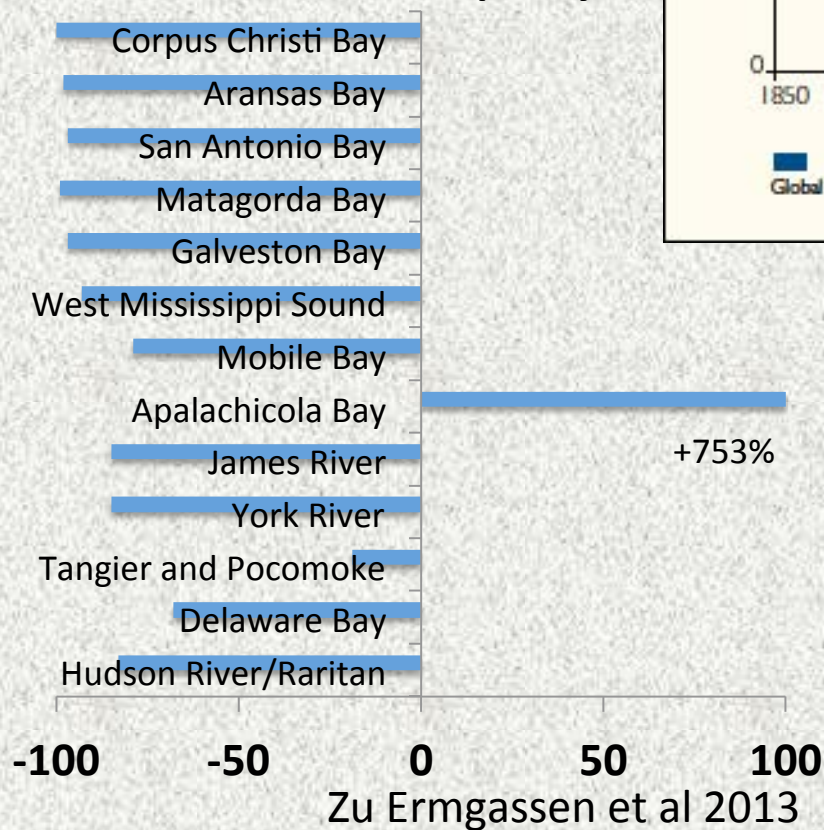 Corpus Christi Bay
Aransas Bay
San Antonio Bay
Matagorda Bay
Galveston Bay
West Mississippi Sound
Mobile Bay
Apalachicola Bay
James River
York River
Tangier and Pocomoke
Delaware Bay
Hudson River/Raritan
+753%
-100 -50 0 50 100
Zu Ermgassen et al 2013
0
1850
Global